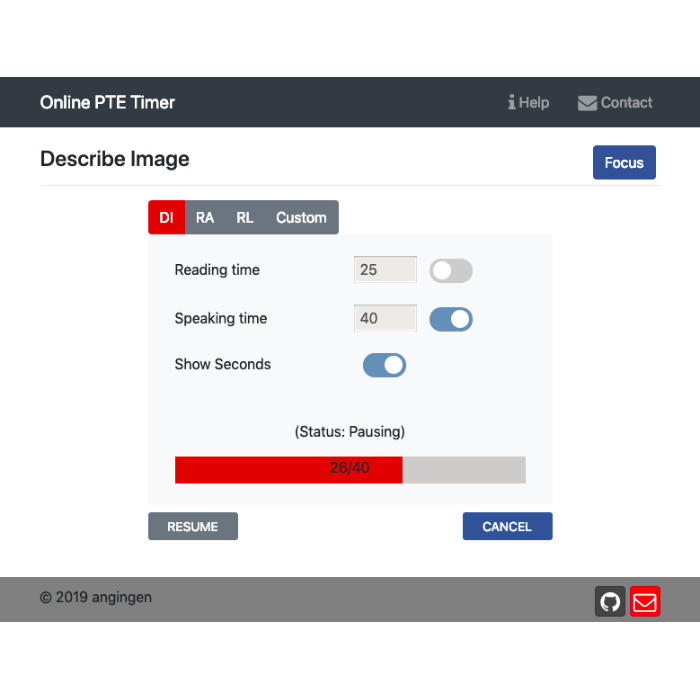 Online PTE Timer Help Contact
Describe Image Focus
DI RA RL Custom
Reading time 25
Speaking time 40
Show Seconds
(Status: Pausing)
26/40
RESUME CANCEL
© 2019 angingen